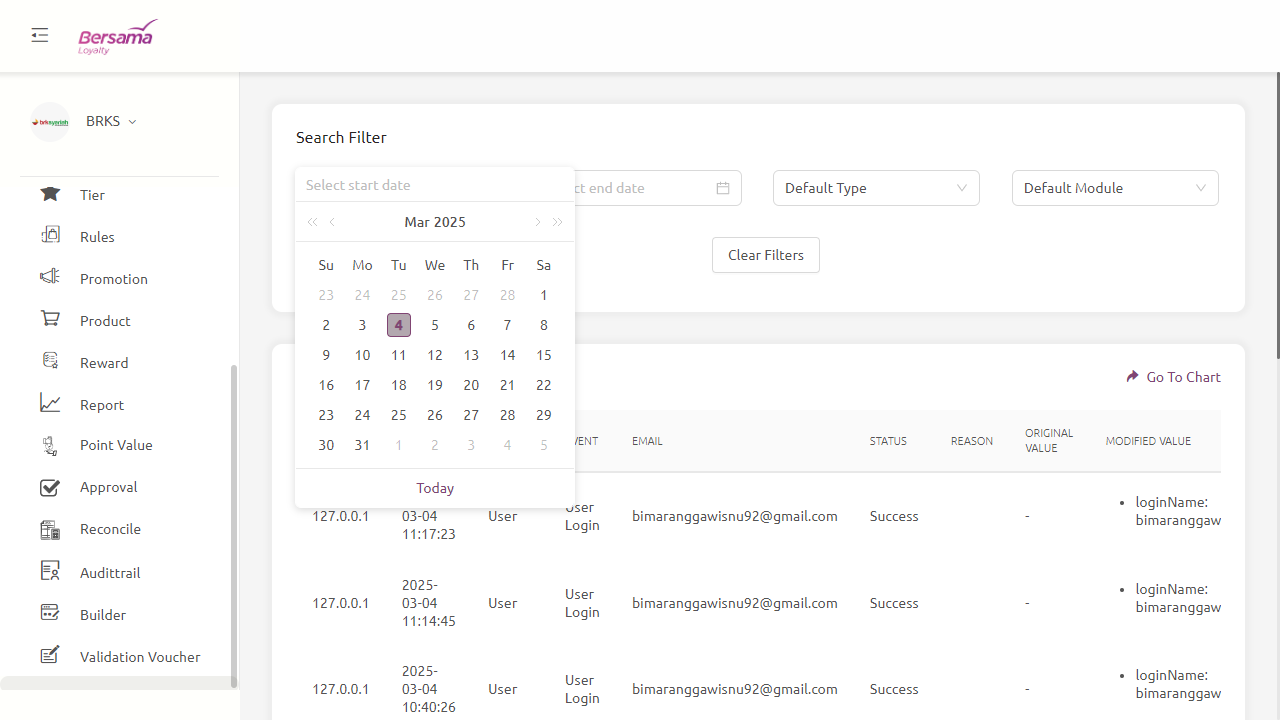 Bersama
Loyalty
brksyariah
BRKS
Tier
Rules
Promotion
Product
Reward
Report
Point Value
Approval
Reconcile
Audittrail
Builder
Validation Voucher
Search Filter
Select start date
end date
Default Type
Default Module
Mar 2025
Su Mo Tu We Th Fr Sa
23 24 25 26 27 28 1
2 3 4 5 6 7 8
9 10 11 12 13 14 15
16 17 18 19 20 21 22
23 24 25 26 27 28 29
30 31 1 2 3 4 5
Today
Clear Filters
Go To Chart
EMAIL STATUS REASON ORIGINAL VALUE MODIFIED VALUE
127.0.0.1 03-04 11:17:23 User User Login bimaranggawisnu92@gmail.com Success - loginName: bimaranggaw
127.0.0.1 2025-03-04 11:14:45 User User Login bimaranggawisnu92@gmail.com Success - loginName: bimaranggaw
127.0.0.1 2025-03-04 10:40:26 User User Login bimaranggawisnu92@gmail.com Success - loginName: bimaranggaw